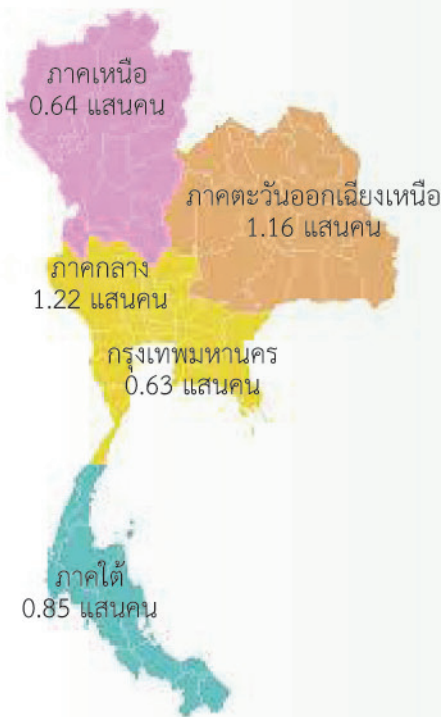 ภาคเหนือ
0.64 แสนคน
ภาคตะวันออกเฉียงเหนือ
1.16 แสนคน
ภาคกลาง
1.22 แสนคน
กรุงเทพมหานคร
0.63 แสนคน
ภาคใต้
0.85 แสนคน